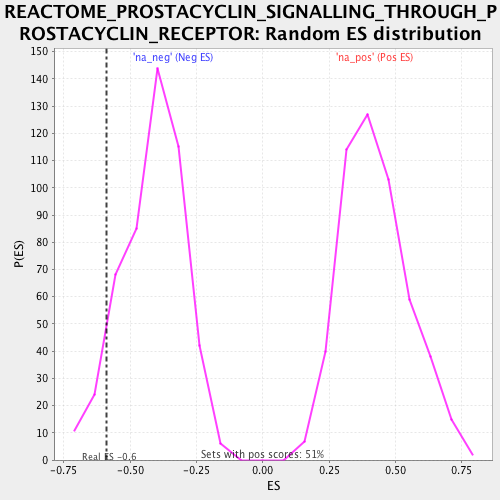 REACTOME_PROSTACYCLIN_SIGNALLING_THROUGH_P
ROSTACYCLIN_RECEPTOR: Random ES distribution
'na_neg' (Neg ES)
'na_pos' (Pos ES)
150
140
130
120
110
100
90
80
70
60
50
40
30
20
10
0
P(ES)
Real ES -0.6
Sets with pos scores: 51%
-0.75
-0.50
-0.25
0.00
0.25
0.50
0.75
ES